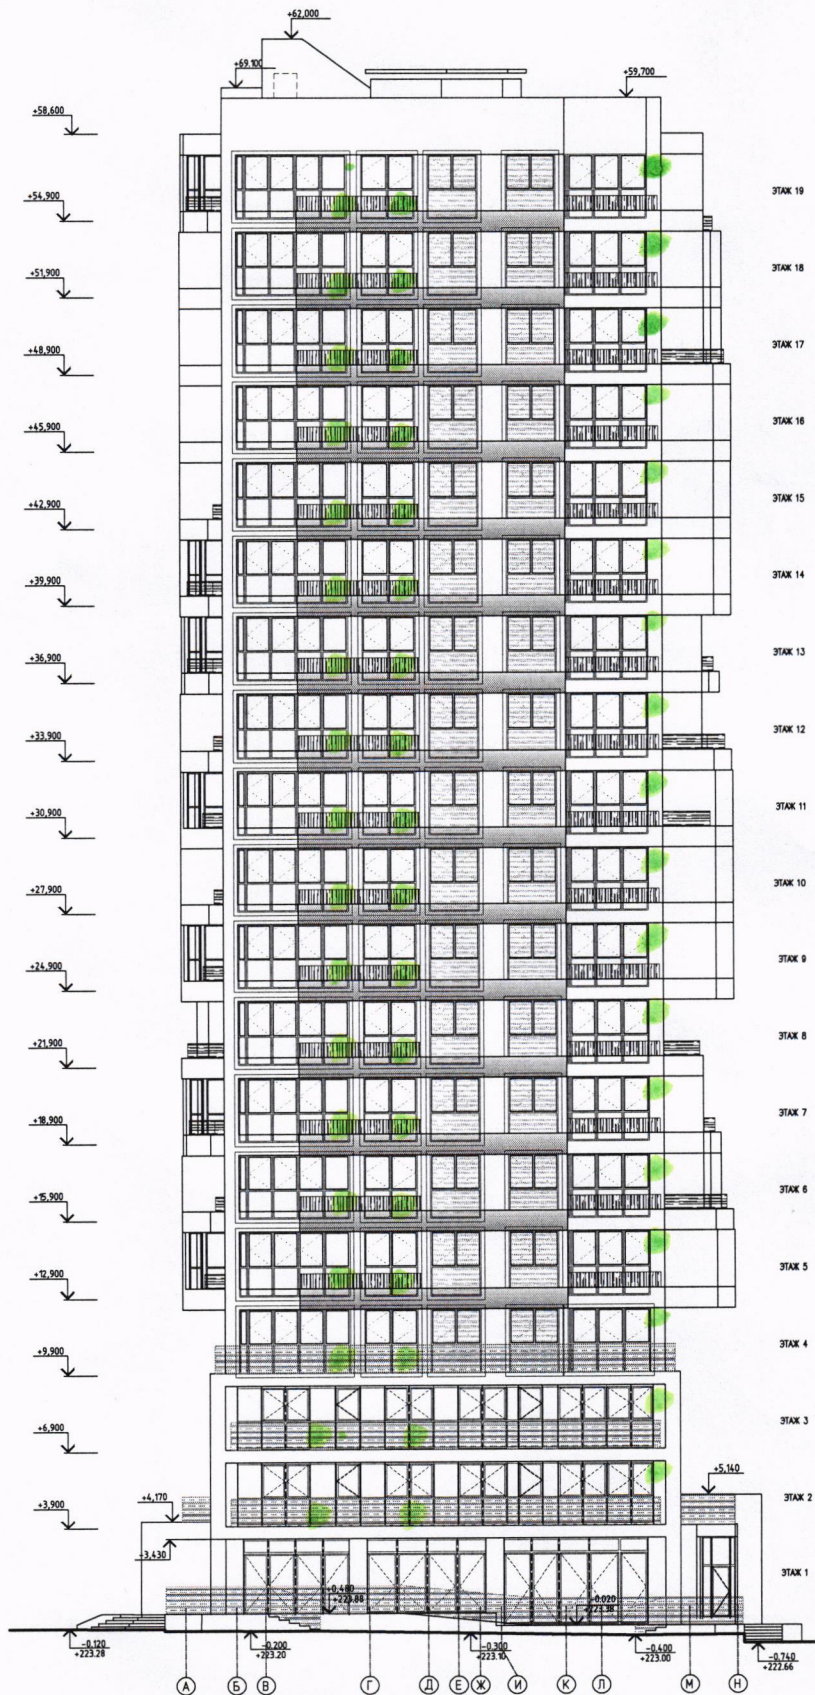 +62,000
+69.100
+59,700
+58,600
ЭТАЖ 19
+54,900
ЭТАЖ 18
+51,900
ЭТАЖ 17
+48,900
ЭТАЖ 16
+45,900
ЭТАЖ 15
+42,900
ЭТАЖ 14
+39,900
ЭТАЖ 13
+36,900
ЭТАЖ 12
+33,900
ЭТАЖ 11
+30,900
ЭТАЖ 10
+27,900
ЭТАЖ 9
+24,900
ЭТАЖ 8
+21,900
ЭТАЖ 7
+18,900
ЭТАЖ 6
+15,900
ЭТАЖ 5
+12,900
ЭТАЖ 4
+9,900
ЭТАЖ 3
+6,900
+5,140
ЭТАЖ 2
+4,170
+3,900
+3,430
ЭТАЖ 1
+0,480
+223.88
-0.020
+223.38
-0.120
+223.28
-0.200
+223.20
-0.300
+223.10
-0.400
+223.00
-0.740
+222.66
А Б В Г Д Е Ж И К Л М Н